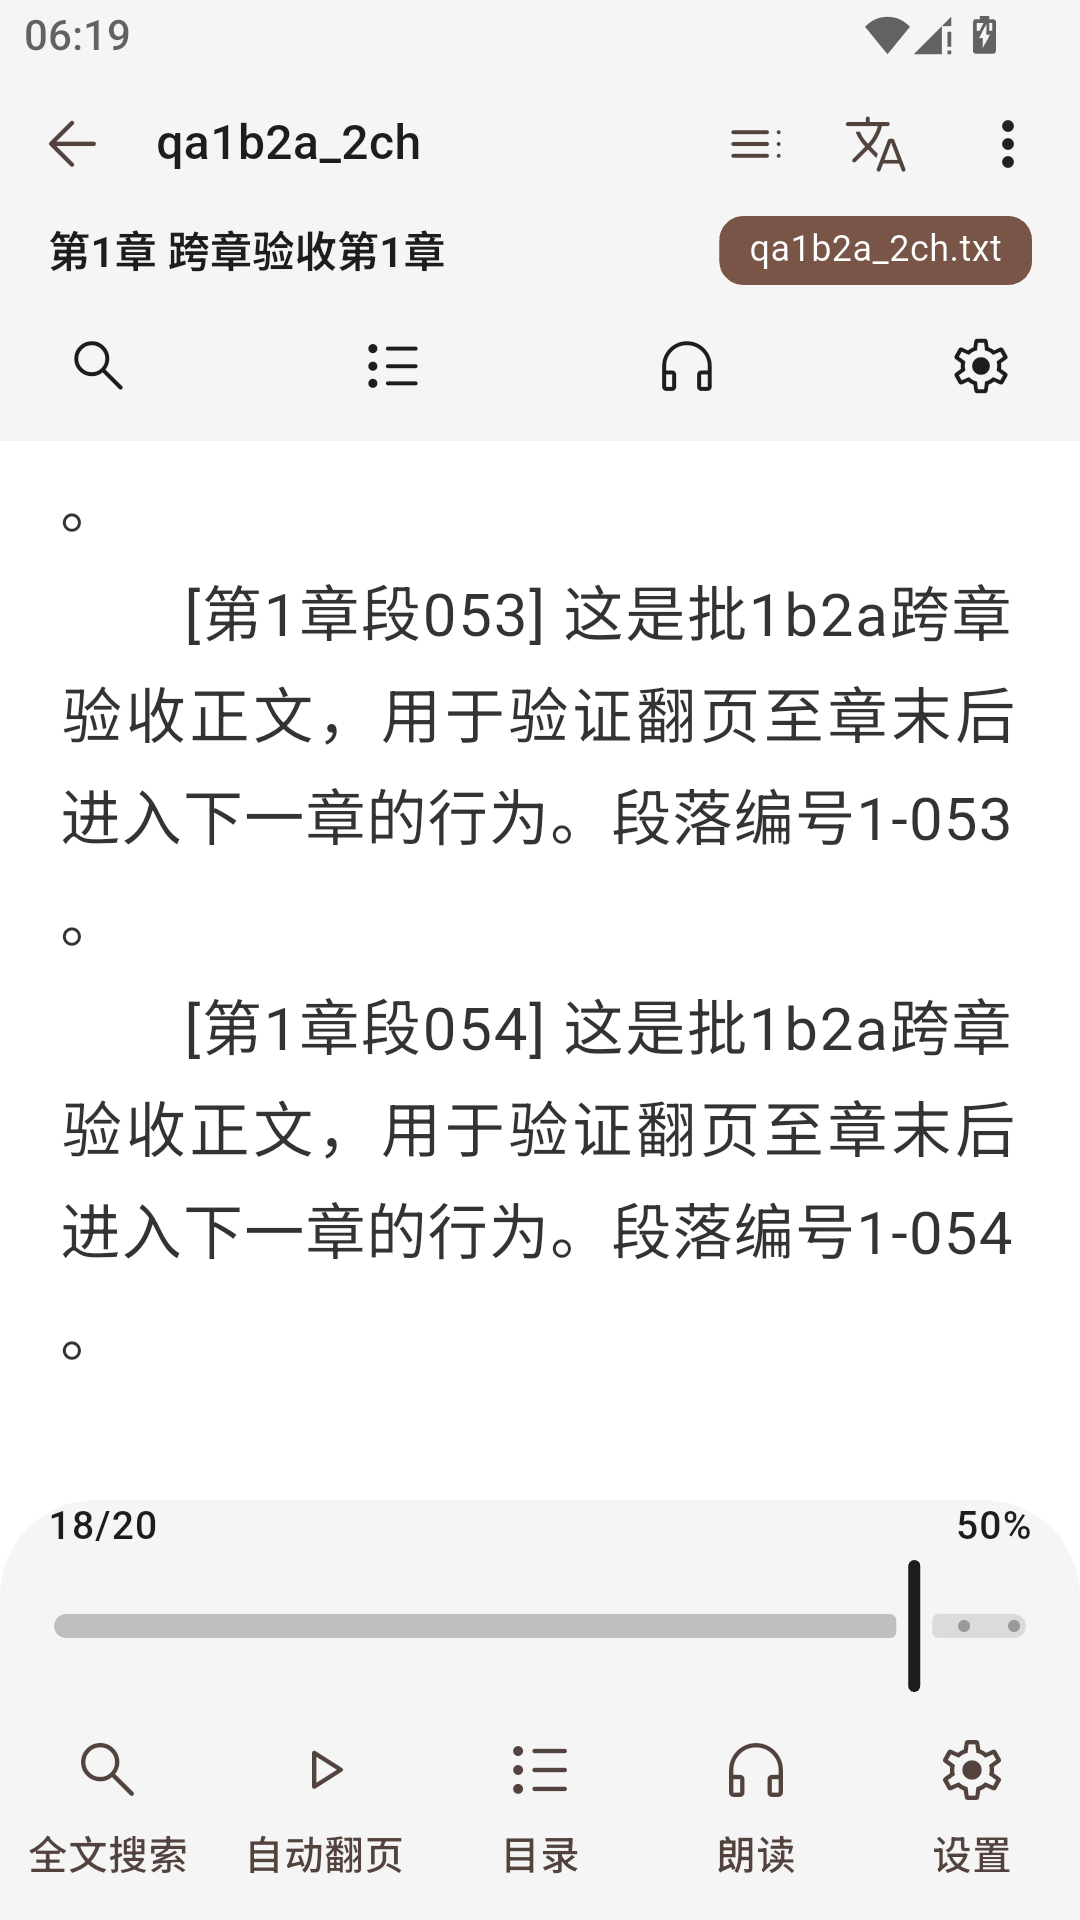 06:19
qa1b2a_2ch
第1章 跨章验收第1章
qa1b2a_2ch.txt
。
[第1章段053] 这是批1b2a跨章
验收正文，用于验证翻页至章末后
进入下一章的行为。段落编号1-053
。
[第1章段054] 这是批1b2a跨章
验收正文，用于验证翻页至章末后
进入下一章的行为。段落编号1-054
。
18/20
50%
全文搜索
自动翻页
目录
朗读
设置